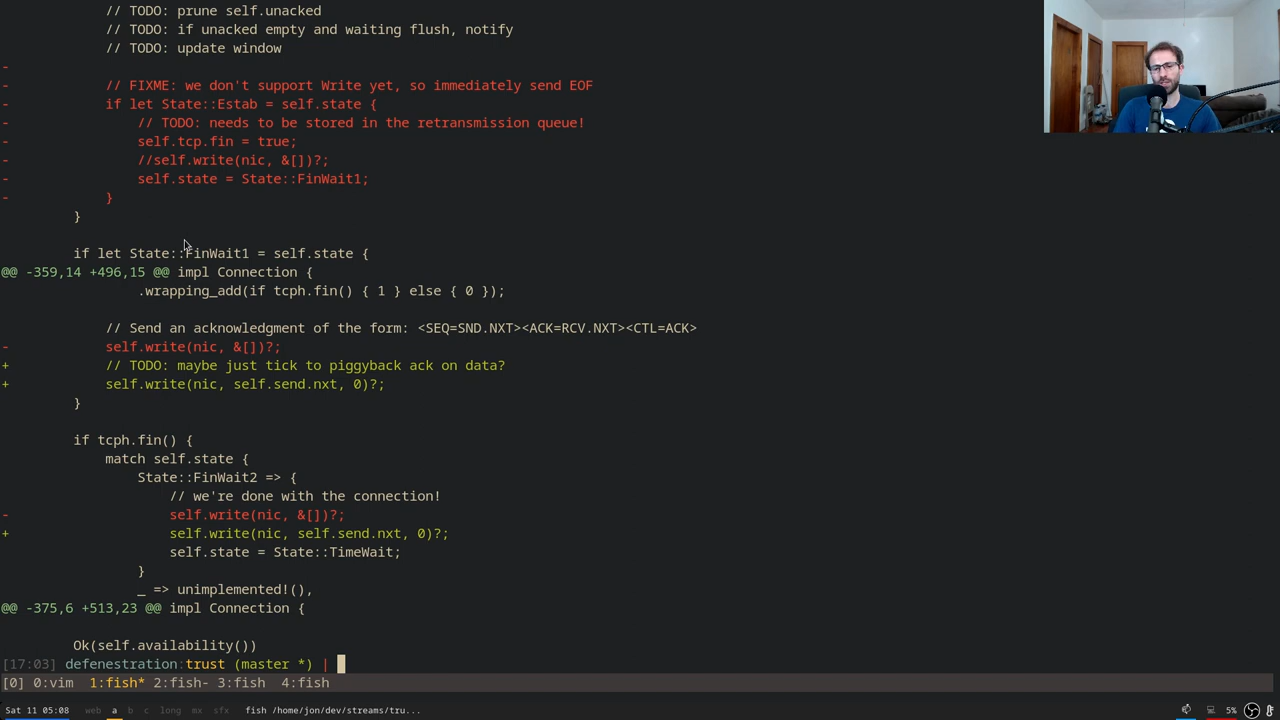 // TODO: prune self.unacked
            // TODO: if unacked empty and waiting flush, notify
            // TODO: update window
-
-            // FIXME: we don't support Write yet, so immediately send EOF
-            if let State::Estab = self.state {
-                // TODO: needs to be stored in the retransmission queue!
-                self.tcp.fin = true;
-                //self.write(nic, &[])?;
-                self.state = State::FinWait1;
-            }
        }

        if let State::FinWait1 = self.state {
@@ -359,14 +496,15 @@ impl Connection {
                .wrapping_add(if tcph.fin() { 1 } else { 0 });

            // Send an acknowledgment of the form: <SEQ=SND.NXT><ACK=RCV.NXT><CTL=ACK>
-            self.write(nic, &[])?;
+            // TODO: maybe just tick to piggyback ack on data?
+            self.write(nic, self.send.nxt, 0)?;
        }

        if tcph.fin() {
            match self.state {
                State::FinWait2 => {
                    // we're done with the connection!
-                    self.write(nic, &[])?;
+                    self.write(nic, self.send.nxt, 0)?;
                    self.state = State::TimeWait;
                }
                _ => unimplemented!(),
@@ -375,6 +513,23 @@ impl Connection {

        Ok(self.availability())
[17:03] defenestration:trust (master *) |
[0] 0:vim  1:fish* 2:fish- 3:fish  4:fish
Sat 11 05:08 web a b c long mx sfx fish /home/jon/dev/streams/tru... 5%